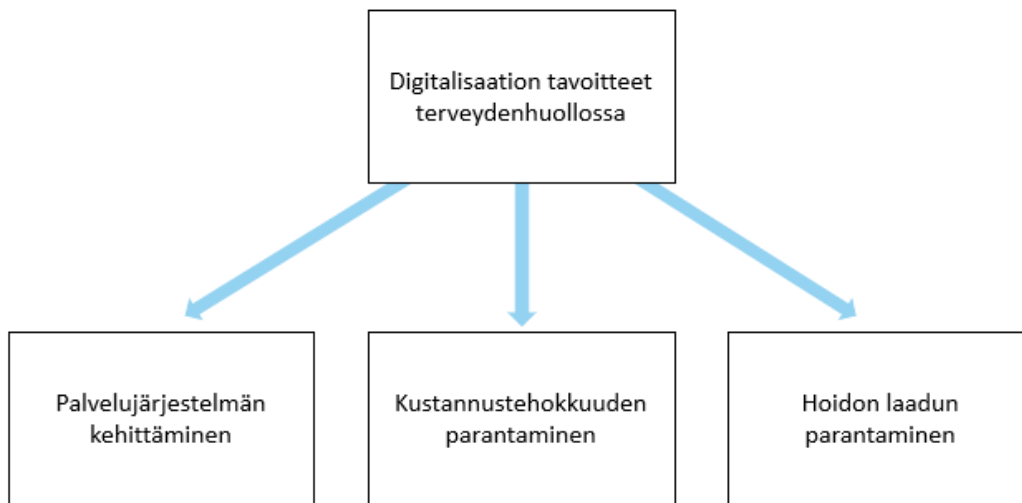 Digitalisaation tavoitteet
terveydenhuollossa
Palvelujärjestelmän
kehittäminen
Kustannustehokkuuden
parantaminen
Hoidon laadun
parantaminen